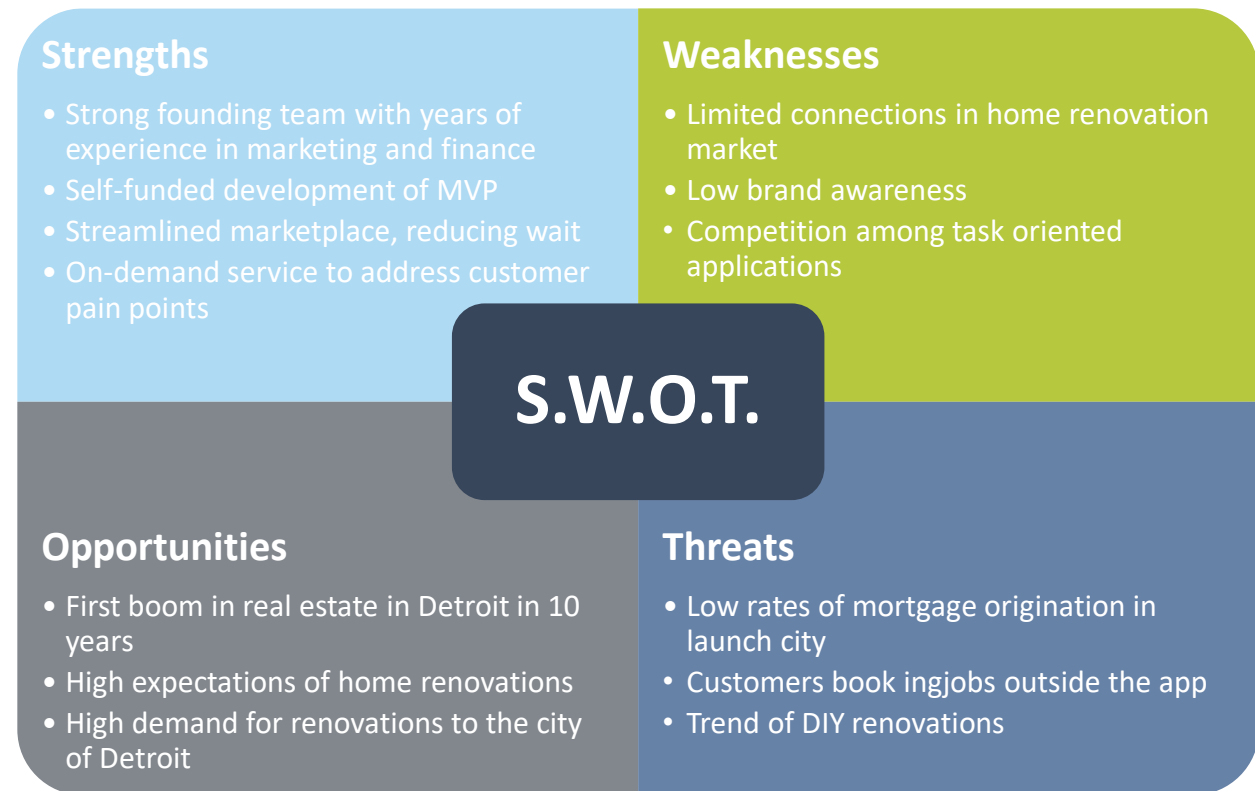 Strengths
• Strong founding team with years of
experience in marketing and finance
• Self-funded development of MVP
• Streamlined marketplace, reducing wait
• On-demand service to address customer
pain points
Weaknesses
• Limited connections in home renovation
market
• Low brand awareness
• Competition among task oriented
applications
S.W.O.T.
Opportunities
• First boom in real estate in Detroit in 10
years
• High expectations of home renovations
• High demand for renovations to the city
of Detroit
Threats
• Low rates of mortgage origination in
launch city
• Customers book ingjobs outside the app
• Trend of DIY renovations